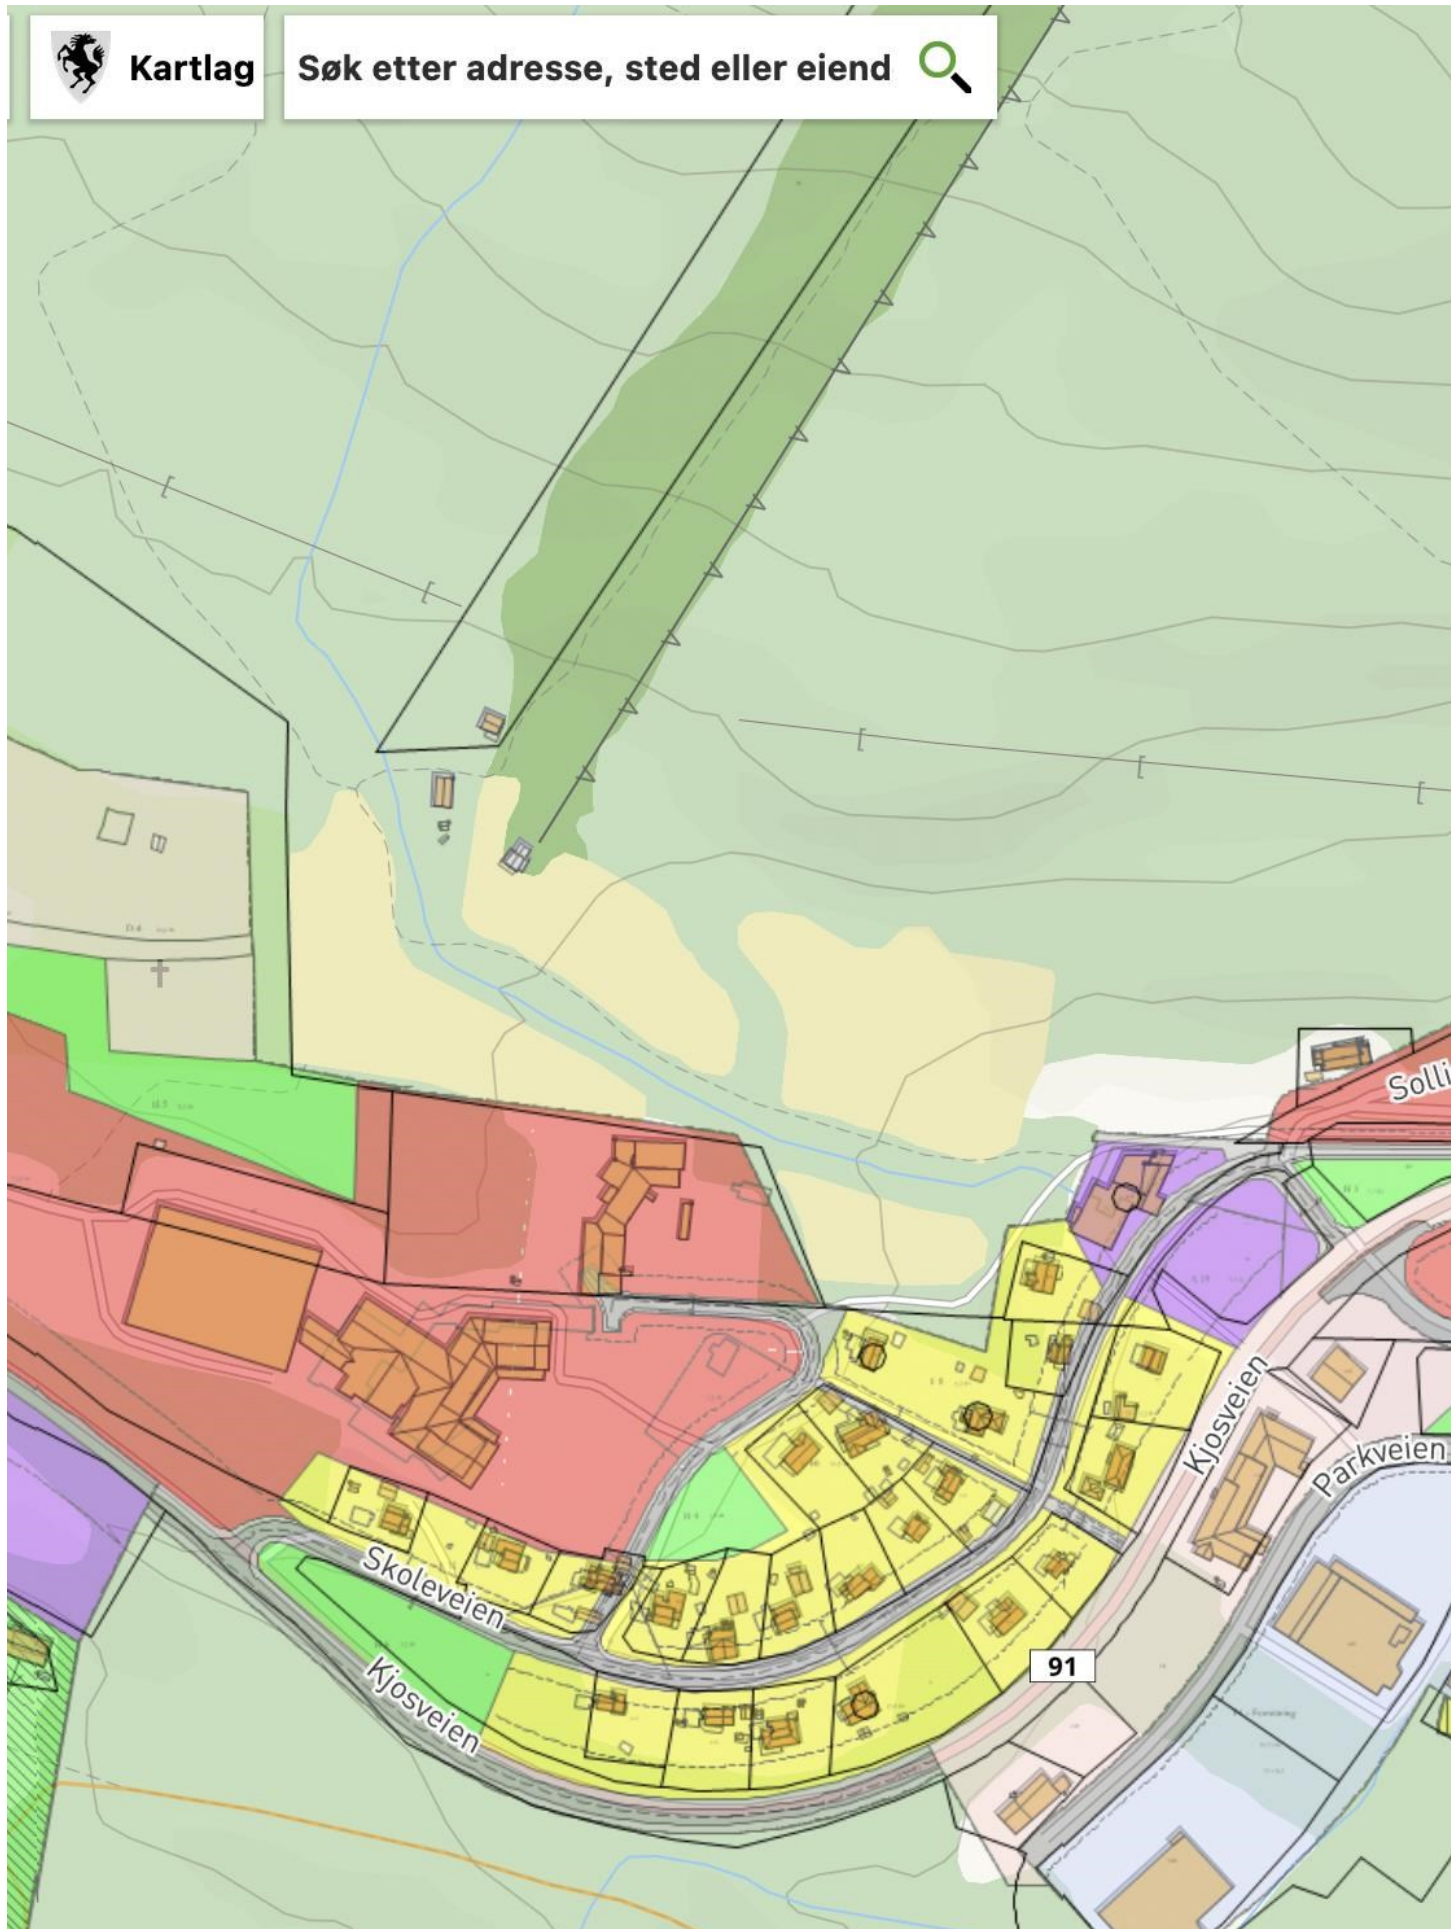 Kartlag
Søk etter adresse, sted eller eiend
Solli
Kjosveien
Parkveien
Skoleveien
91
Kjosveien